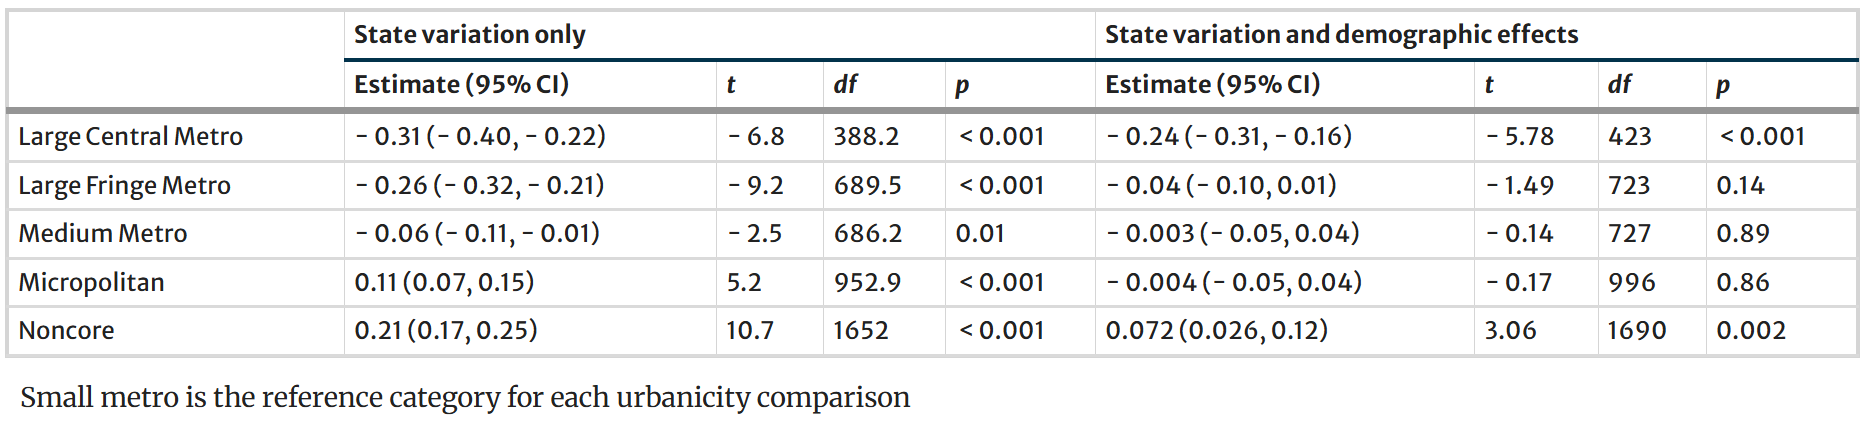 State variation only State variation and demographic effects
Estimate (95% CI) t df p Estimate (95% CI) t df p
Large Central Metro − 0.31 (− 0.40, − 0.22) − 6.8 388.2 < 0.001 − 0.24 (− 0.31, − 0.16) − 5.78 423 < 0.001
Large Fringe Metro − 0.26 (− 0.32, − 0.21) − 9.2 689.5 < 0.001 − 0.04 (− 0.10, 0.01) − 1.49 723 0.14
Medium Metro − 0.06 (− 0.11, − 0.01) − 2.5 686.2 0.01 − 0.003 (− 0.05, 0.04) − 0.14 727 0.89
Micropolitan 0.11 (0.07, 0.15) 5.2 952.9 < 0.001 − 0.004 (− 0.05, 0.04) − 0.17 996 0.86
Noncore 0.21 (0.17, 0.25) 10.7 1652 < 0.001 0.072 (0.026, 0.12) 3.06 1690 0.002
Small metro is the reference category for each urbanicity comparison